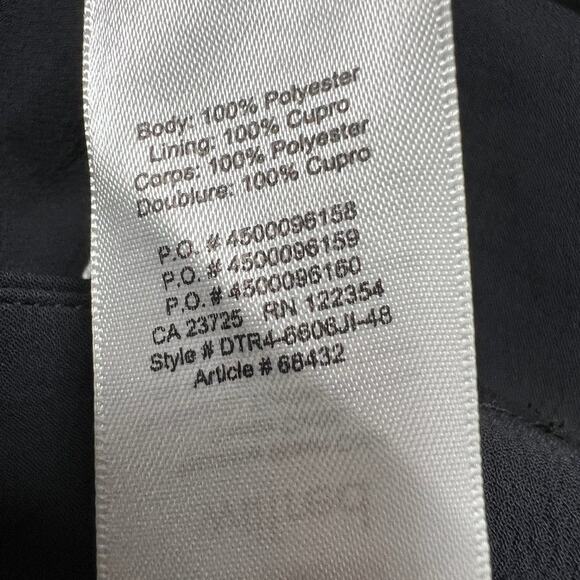 Body: 100% Polyester
Lining: 100% Cupro
Corps: 100% Polyester
Doublure: 100% Cupro
P.O. # 4500096158
P.O. # 4500096159
P.O. # 4500096160
CA 23725 RN 122354
Style # DTR4-6606JI-48
Article # 66432